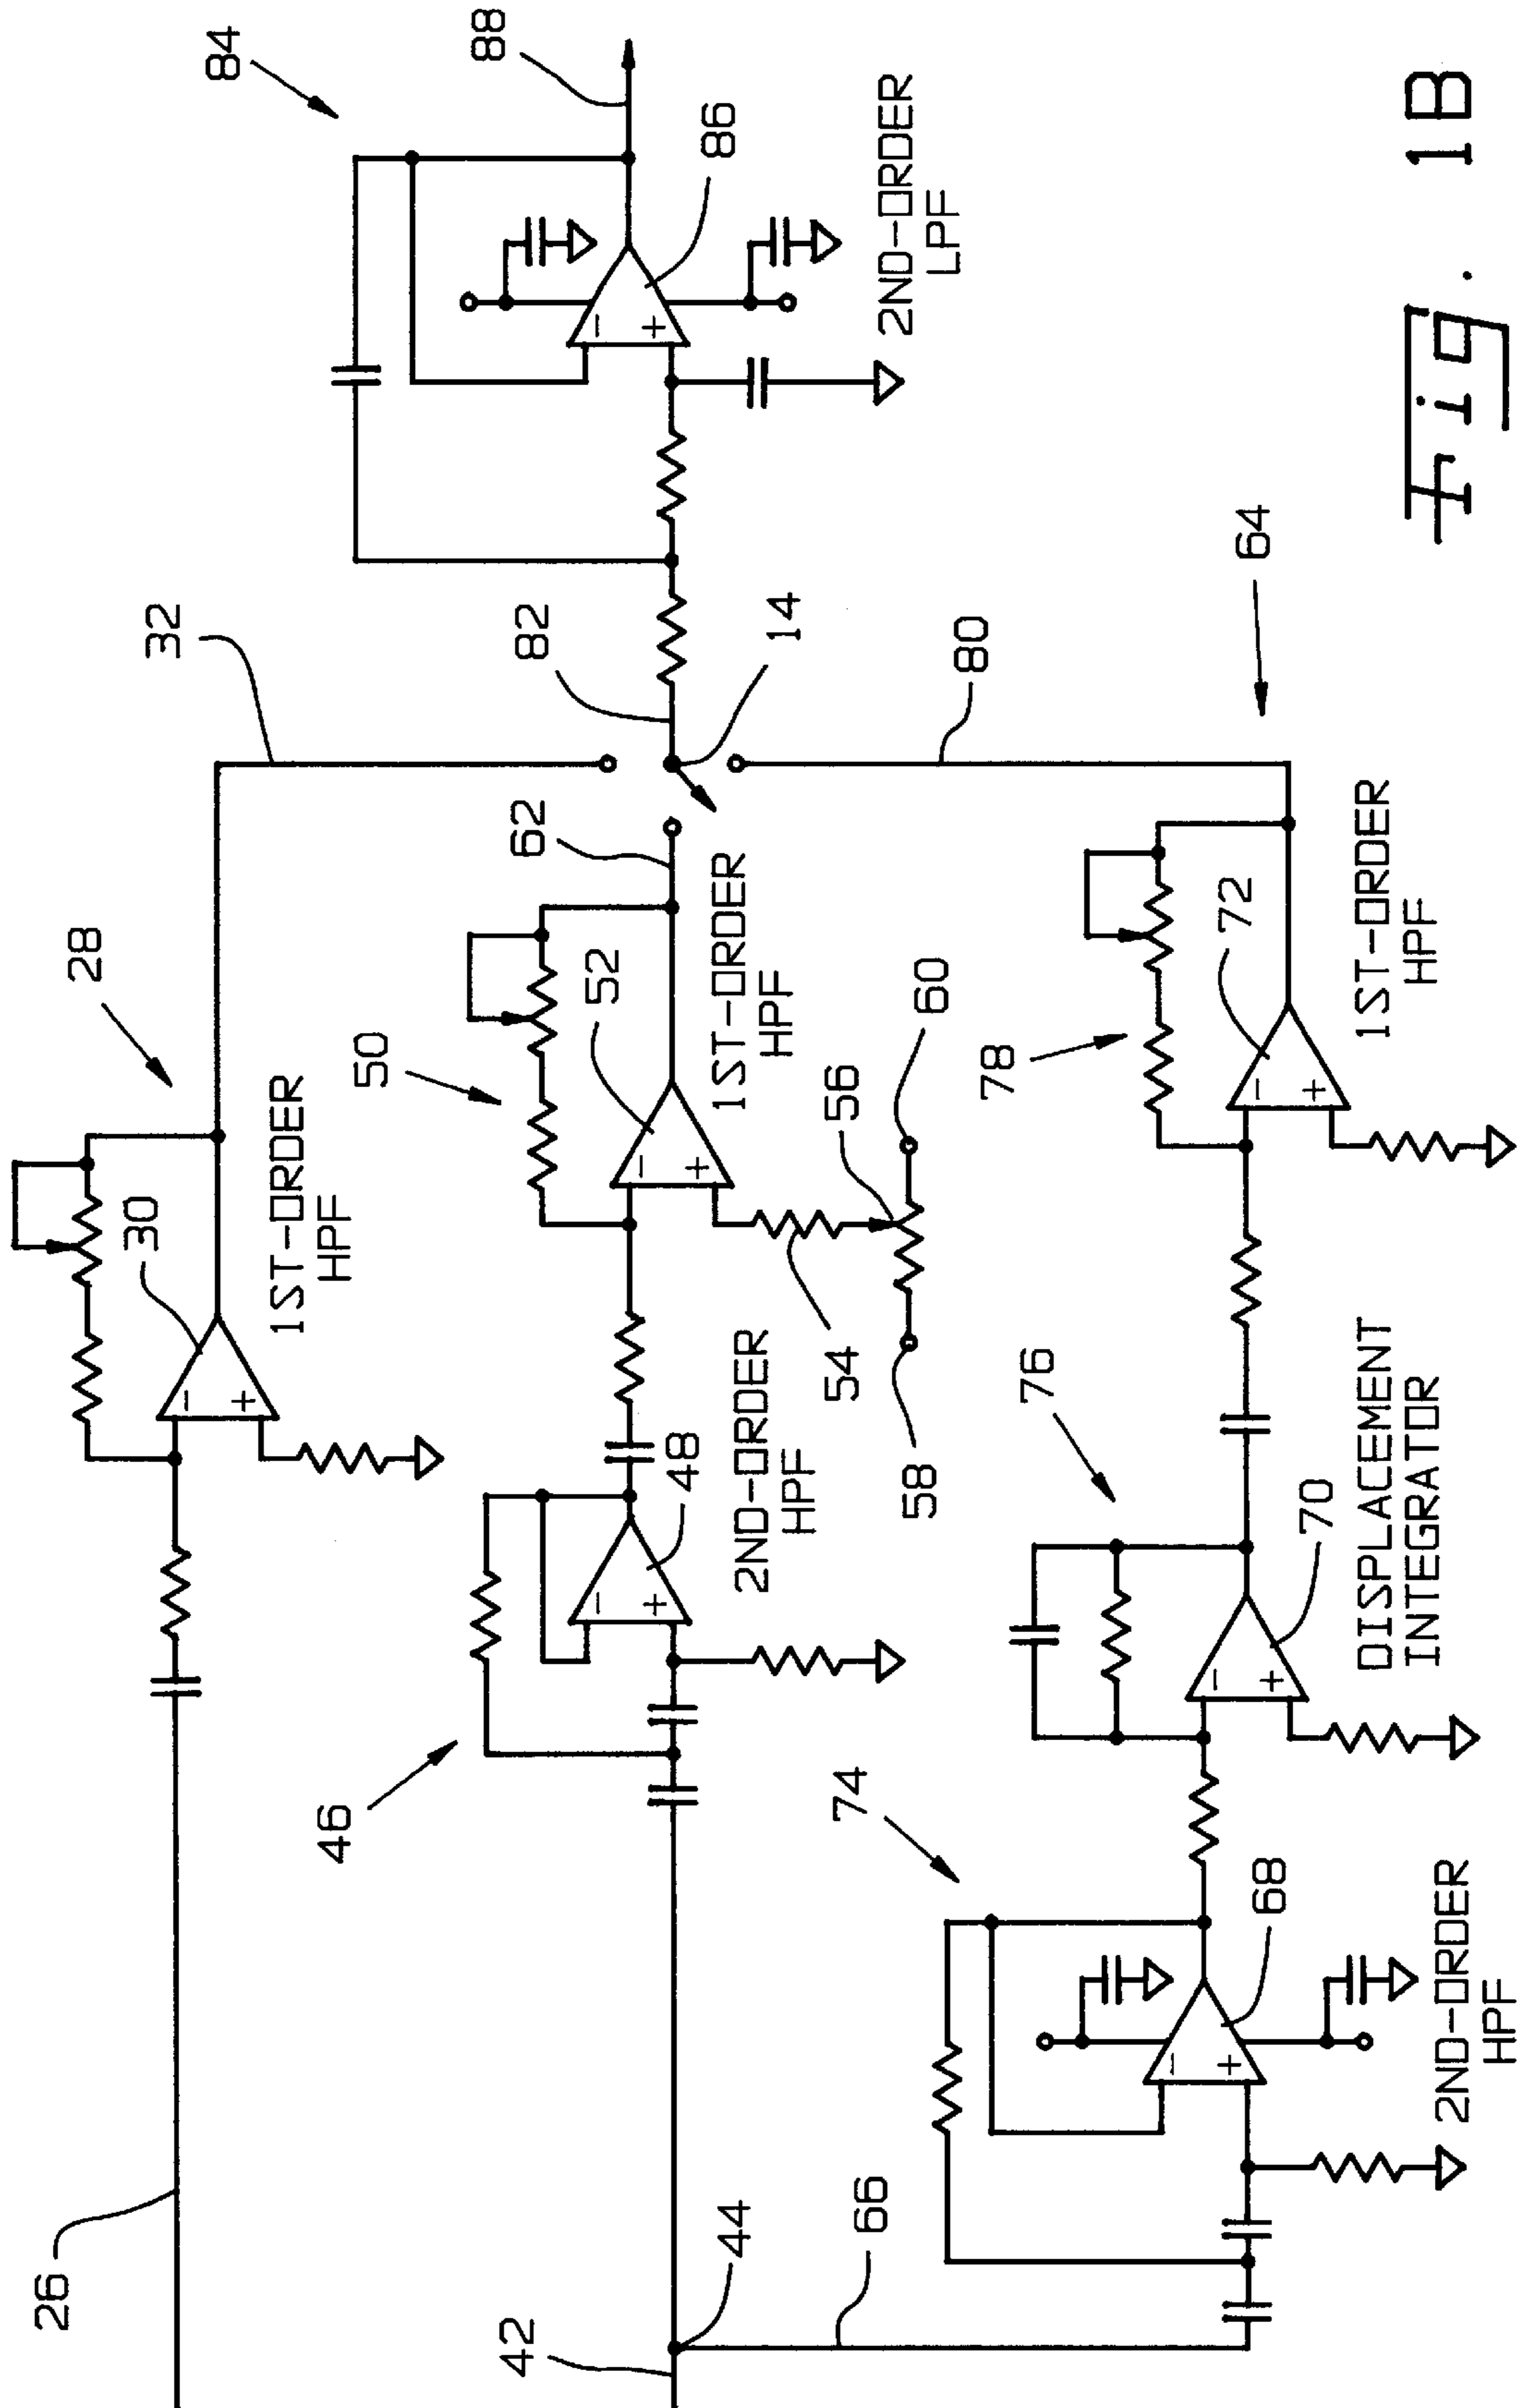 28
32
84
88
26
30
1ST-ORDER
HPF
50
82
14
86
2ND-ORDER
LPF
46
52
62
1ST-ORDER
HPF
48
2ND-ORDER
HPF
54
56
58
60
42
44
66
80
64
74
76
78
72
1ST-ORDER
HPF
70
DISPLACEMENT
INTEGRATOR
68
2ND-ORDER
HPF
-
+
-
+
-
+
-
+
-
+
-
+
-
+
Fig. 1B